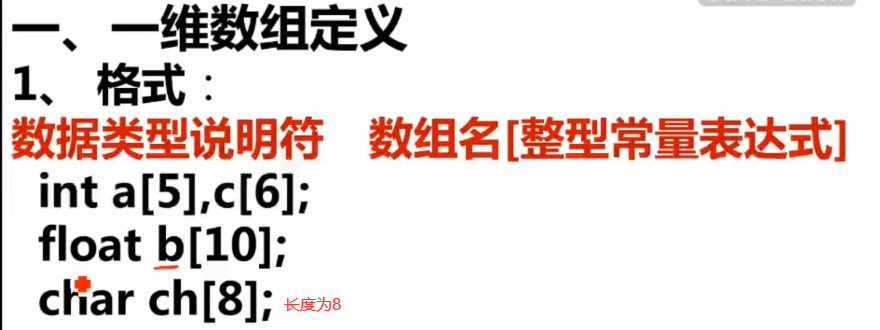 一、一维数组定义
1、 格式：
数据类型说明符 数组名[整型常量表达式]
int a[5],c[6];
float b[10];
char ch[8]; 长度为8